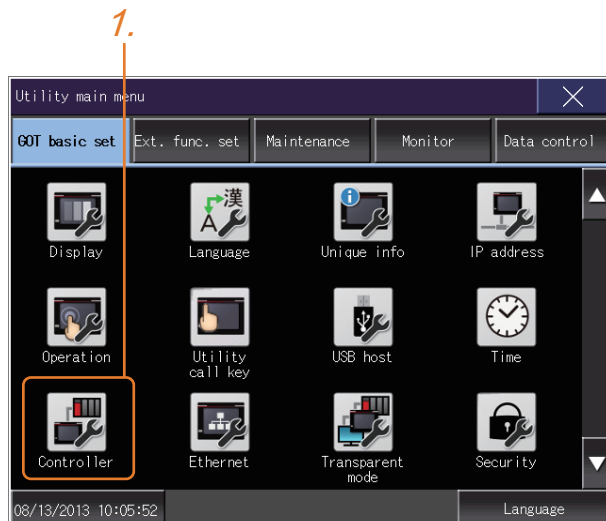 1.
Utility main menu
GOT basic set Ext. func. set Maintenance Monitor Data control
漢
A
Display Language Unique info IP address
Operation Utility call key USB host Time
Controller Ethernet Transparent mode Security
08/13/2013 10:05:52 Language